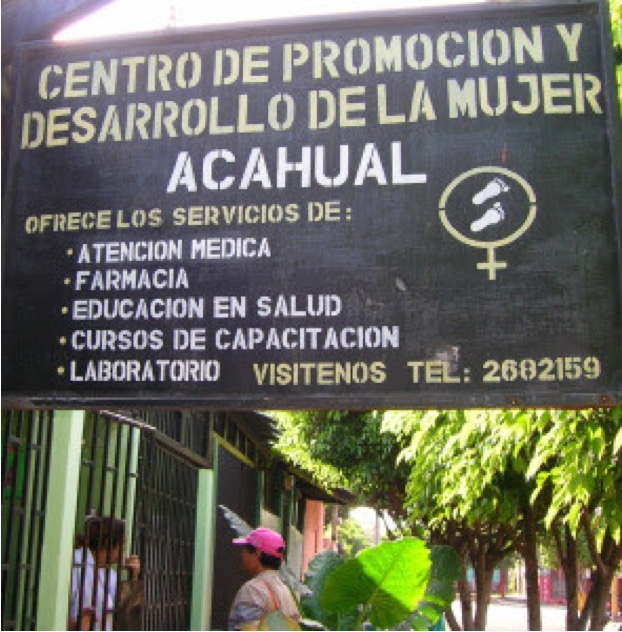 CENTRO DE PROMOCION Y
DESARROLLO DE LA MUJER
ACAHUAL
OFRECE LOS SERVICIOS DE:
• ATENCION MEDICA
• FARMACIA
• EDUCACION EN SALUD
• CURSOS DE CAPACITACION
• LABORATORIO VISITENOS TEL: 2682159